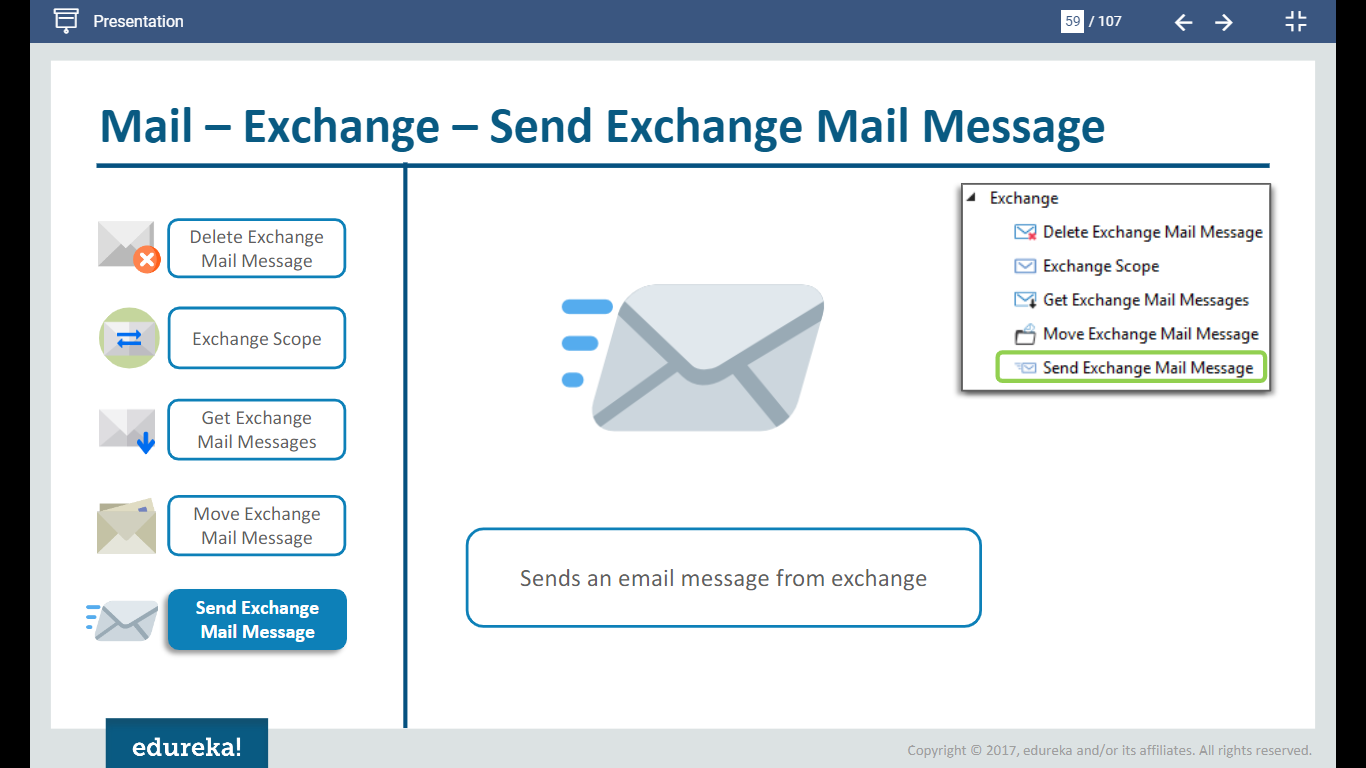 Presentation
59 / 107
Mail – Exchange – Send Exchange Mail Message
Delete Exchange
Mail Message
Exchange Scope
Get Exchange
Mail Messages
Move Exchange
Mail Message
Send Exchange
Mail Message
Exchange
Delete Exchange Mail Message
Exchange Scope
Get Exchange Mail Messages
Move Exchange Mail Message
Send Exchange Mail Message
Sends an email message from exchange
edureka!
Copyright © 2017, edureka and/or its affiliates. All rights reserved.